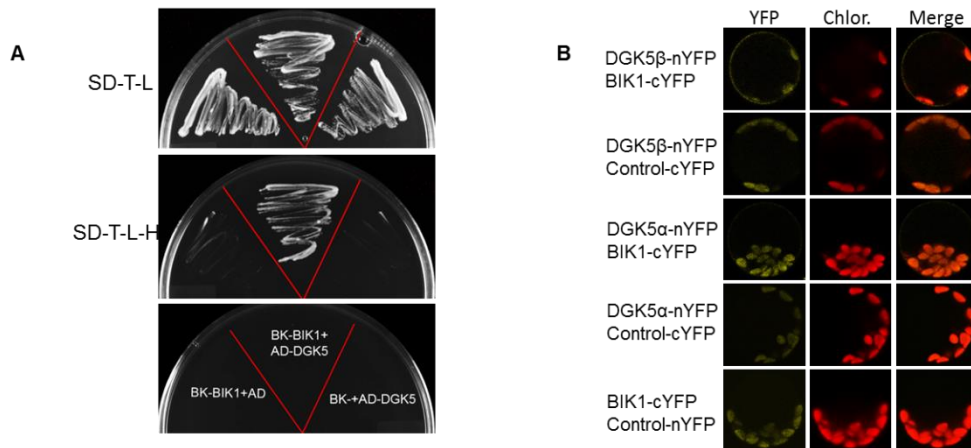 A
SD-T-L
SD-T-L-H
BK-BIK1+
AD-DGK5
BK-BIK1+AD
BK-+AD-DGK5
B
YFP Chlor. Merge
DGK5β-nYFP
BIK1-cYFP
DGK5β-nYFP
Control-cYFP
DGK5α-nYFP
BIK1-cYFP
DGK5α-nYFP
Control-cYFP
BIK1-cYFP
Control-nYFP